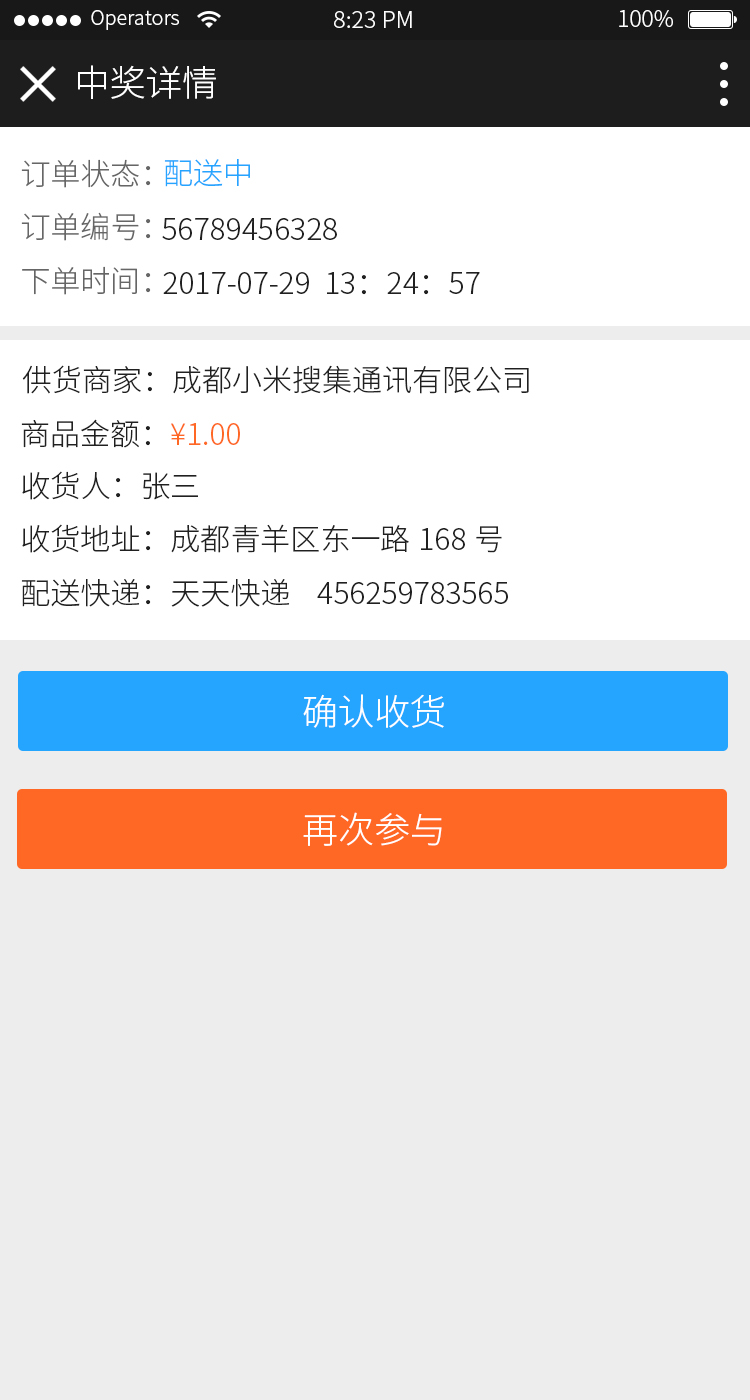 Operators 8:23 PM 100%
中奖详情
订单状态：配送中
订单编号：56789456328
下单时间：2017-07-29 13：24：57
供货商家：成都小米搜集通讯有限公司
商品金额：¥1.00
收货人：张三
收货地址：成都青羊区东一路 168 号
配送快递：天天快递 456259783565
确认收货
再次参与